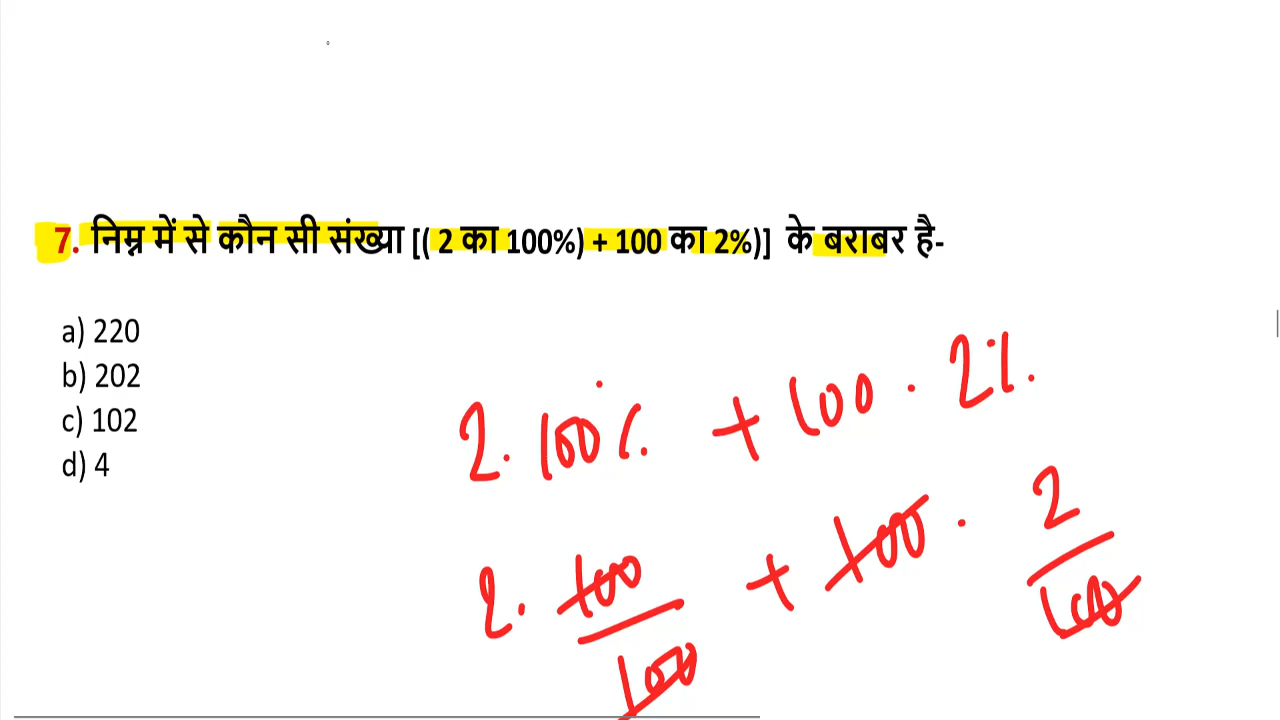 7. निम्न में से कौन सी संख्या [( 2 का 100%) + 100 का 2%)] के बराबर है-
a) 220
b) 202
c) 102
d) 4
2. 100% + 100 . 2%.
2. 100/100 + 100 . 2/100